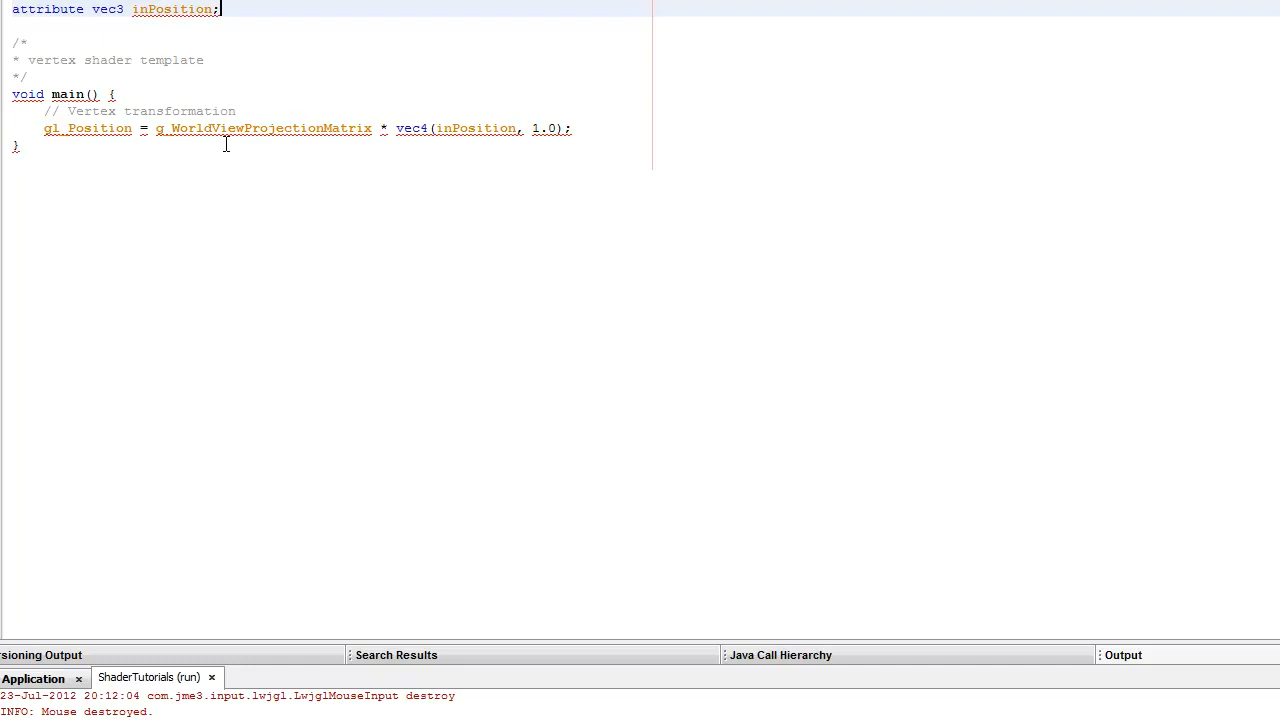 attribute vec3 inPosition;
/*
* vertex shader template
*/
void main() {
// Vertex transformation
gl_Position = g_WorldViewProjectionMatrix * vec4(inPosition, 1.0);
}
sioning Output
Search Results
Java Call Hierarchy
Output
Application ×
ShaderTutorials (run) ×
23-Jul-2012 20:12:04 com.jme3.input.lwjgl.LwjglMouseInput destroy
INFO: Mouse destroyed.